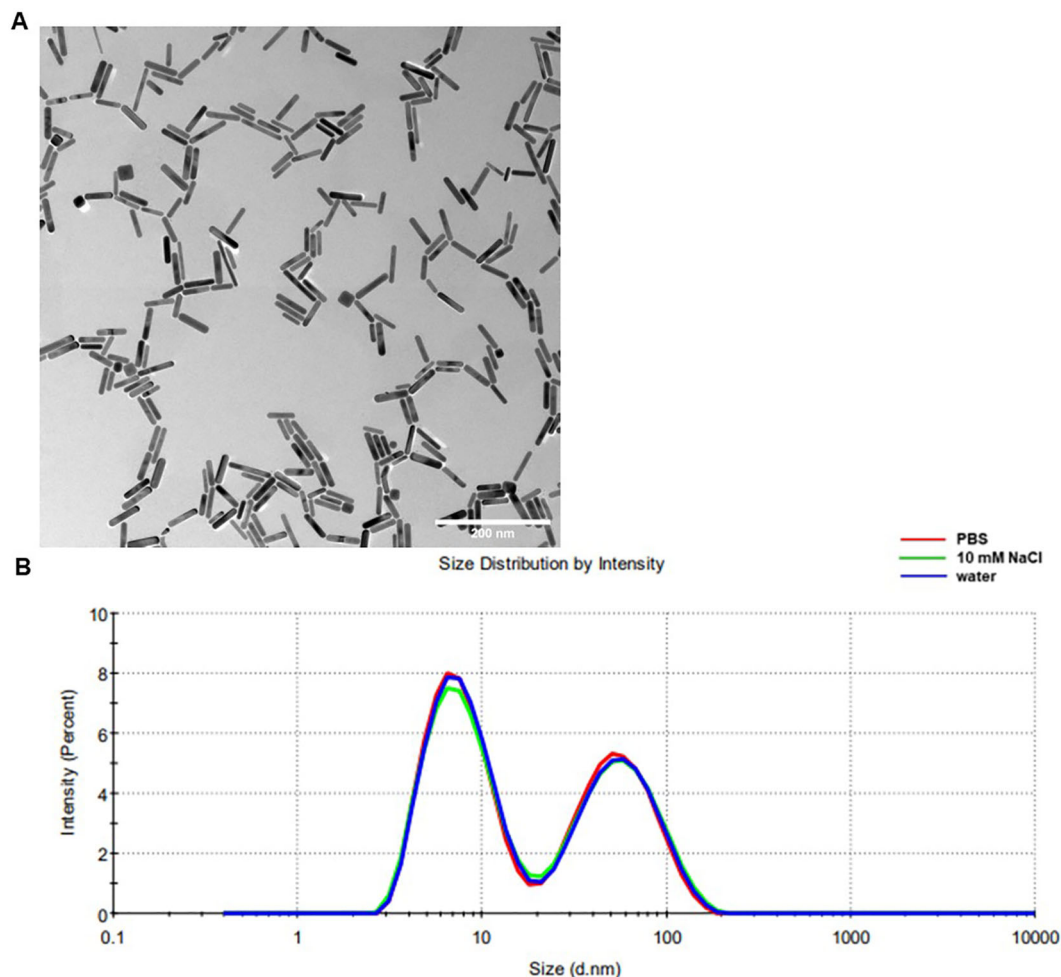 A
200 nm
B
Size Distribution by Intensity
PBS
10 mM NaCl
water
Intensity (Percent)
10
8
6
4
2
0
0.1 1 10 100 1000 10000
Size (d.nm)